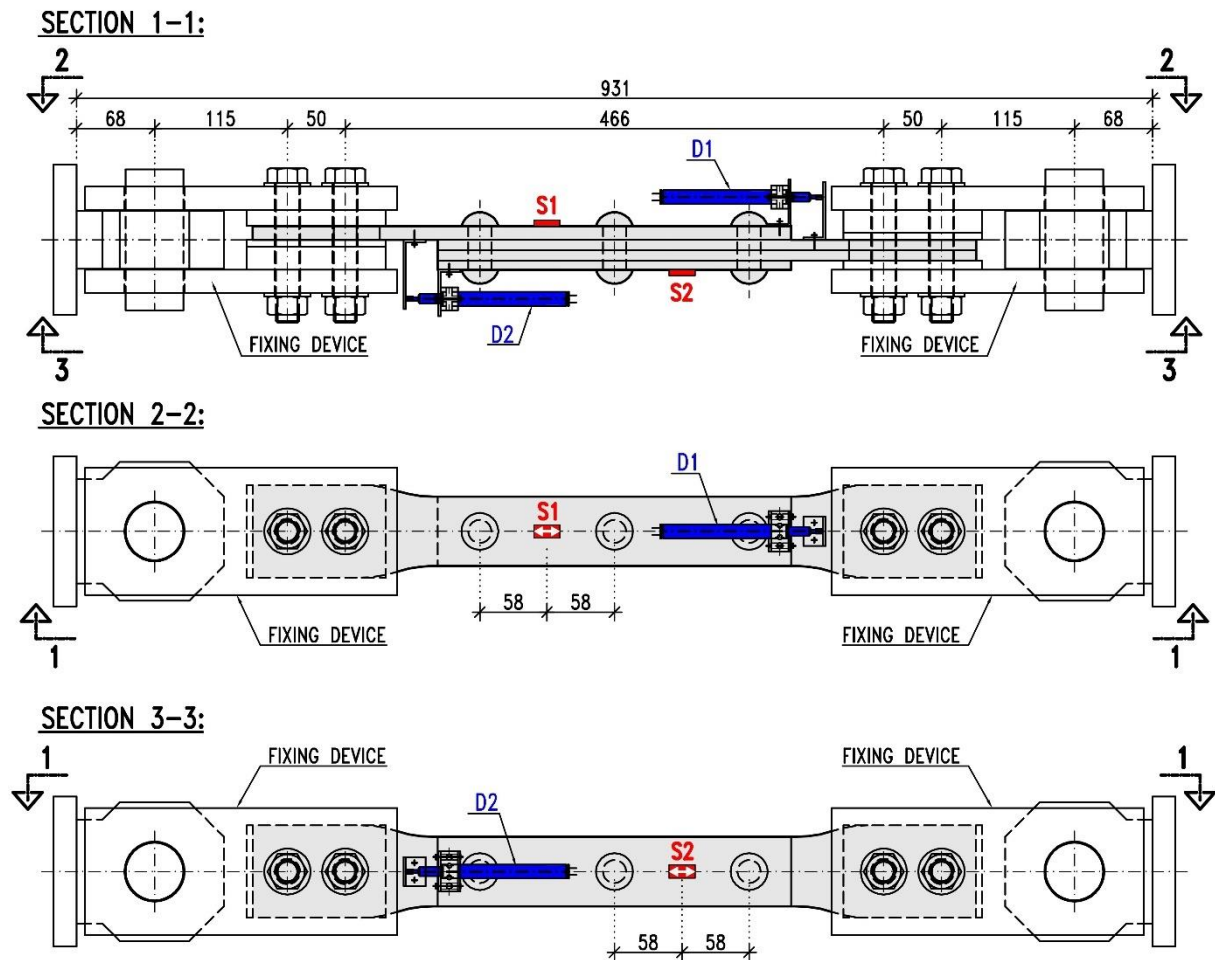 SECTION 1-1:
2 2
931
68 115 50 466 50 115 68
D1
S1
S2
D2
FIXING DEVICE FIXING DEVICE
3 3
SECTION 2-2:
D1
S1
58 58
FIXING DEVICE FIXING DEVICE
1 1
SECTION 3-3:
1 FIXING DEVICE FIXING DEVICE 1
D2
S2
58 58